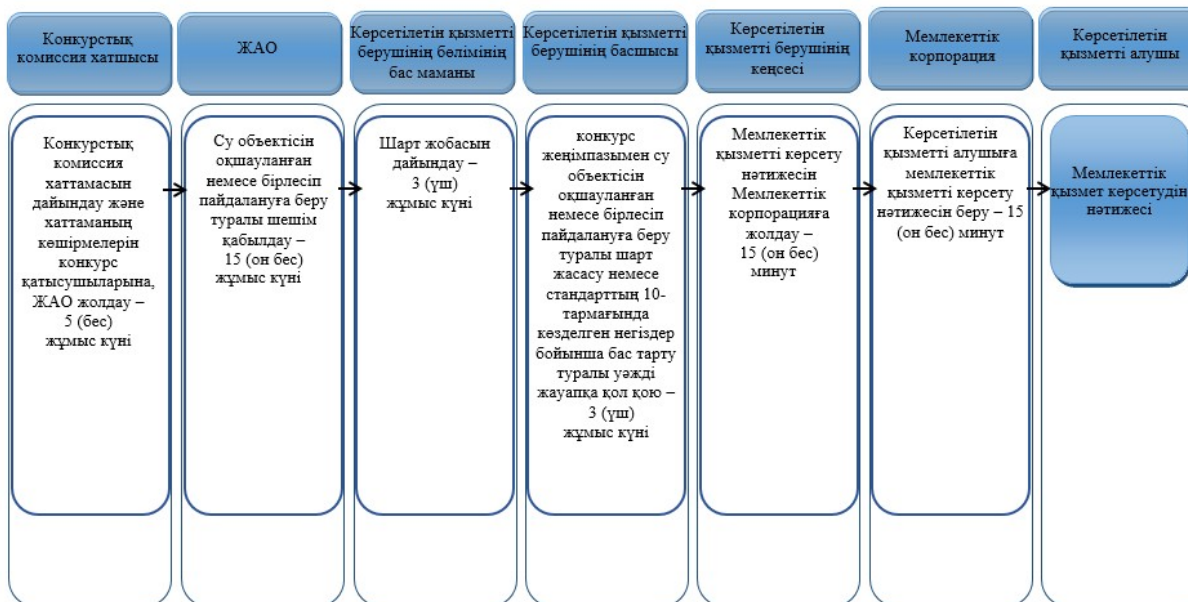 Конкурстық
комиссия хатшысы
ЖАО
Көрсетілетін қызметті
берушінің бөлімінің
бас маманы
Көрсетілетін қызметті
берушінің басшысы
Көрсетілетін
қызметті берушінің
кеңсесі
Мемлекеттік
корпорация
Көрсетілетін
қызметті алушы
Конкурстық
комиссия
хаттамасын
дайындау және
хаттаманың
көшірмелерін
конкурс
қатысушыларына,
ЖАО жолдау –
5 (бес)
жұмыс күні
Су объектісін
оқшауланған
немесе бірлесіп
пайдалануға беру
туралы шешім
қабылдау –
15 (он бес)
жұмыс күні
Шарт жобасын
дайындау –
3 (үш)
жұмыс күні
конкурс
жеңімпазымен су
объектісін
оқшауланған
немесе бірлесіп
пайдалануға беру
туралы шарт
жасасу немесе
стандарттың 10-
тармағында
көзделген негіздер
бойынша бас тарту
туралы уәжді
жауапқа қол қою –
3 (үш)
жұмыс күні
Мемлекеттік
қызметті көрсету
нәтижесін
Мемлекеттік
корпорацияға
жолдау –
15 (он бес)
минут
Көрсетілетін
қызметті алушыға
мемлекеттік
қызметті көрсету
нәтижесін беру – 15
(он бес) минут
Мемлекеттік
қызмет көрсетудің
нәтижесі